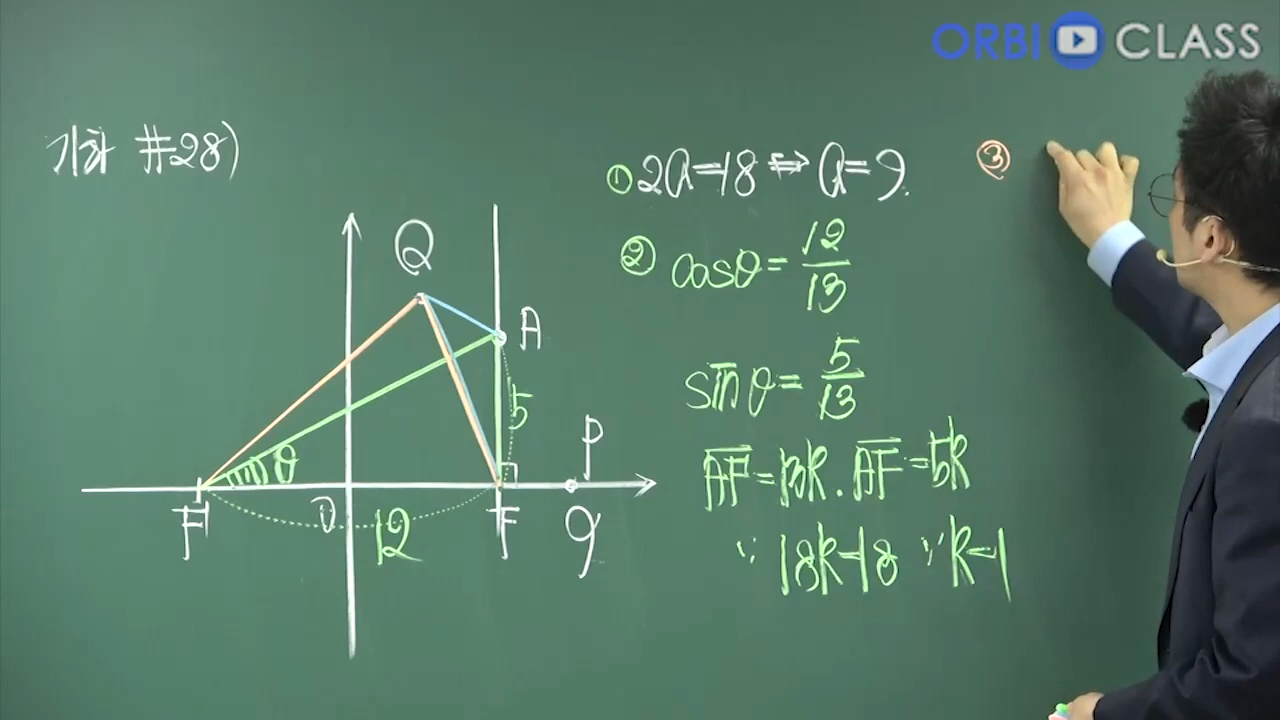 ORBI CLASS
기하 #28)
① 2a=18 ⇔ a=9.
② cosθ=12/13
sinθ=5/13
AF'=13k. AF=5k
∵ 18k=18 ∵ k=1
③
Q
A
5
θ
P
F'
0
12
F
9